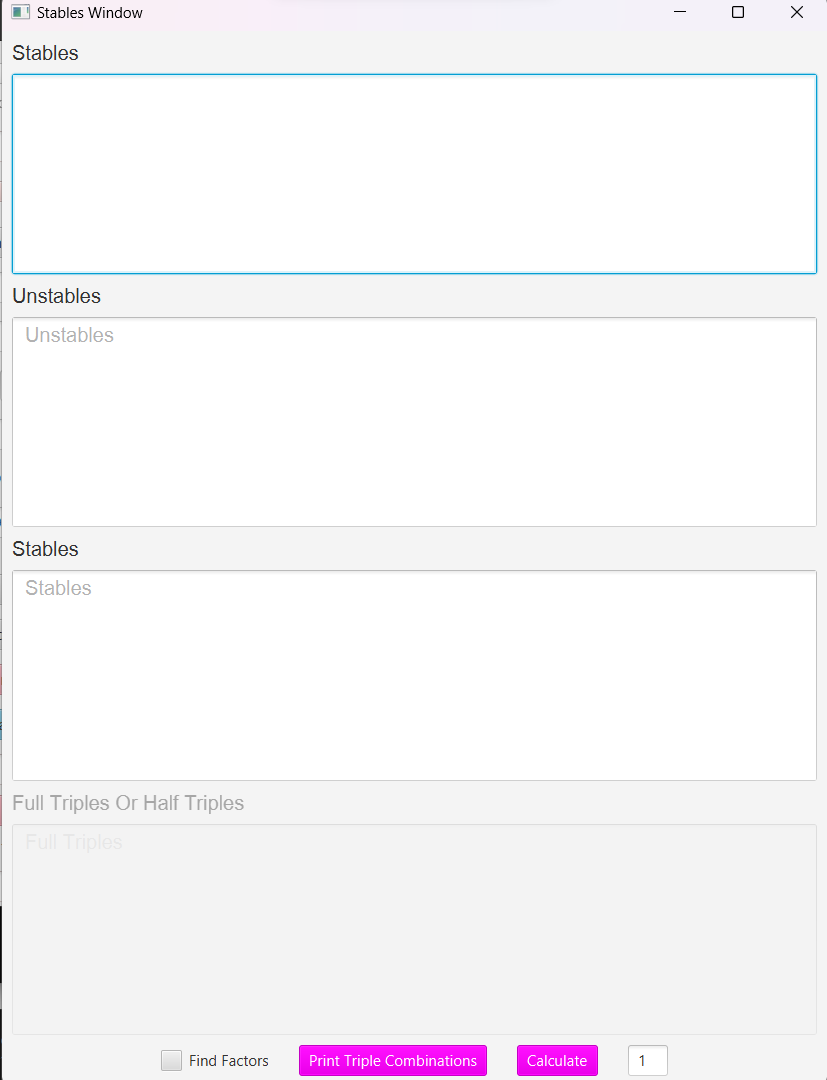 Stables Window
Stables
Unstables
Unstables
Stables
Stables
Full Triples Or Half Triples
Full Triples
Find Factors Print Triple Combinations Calculate 1